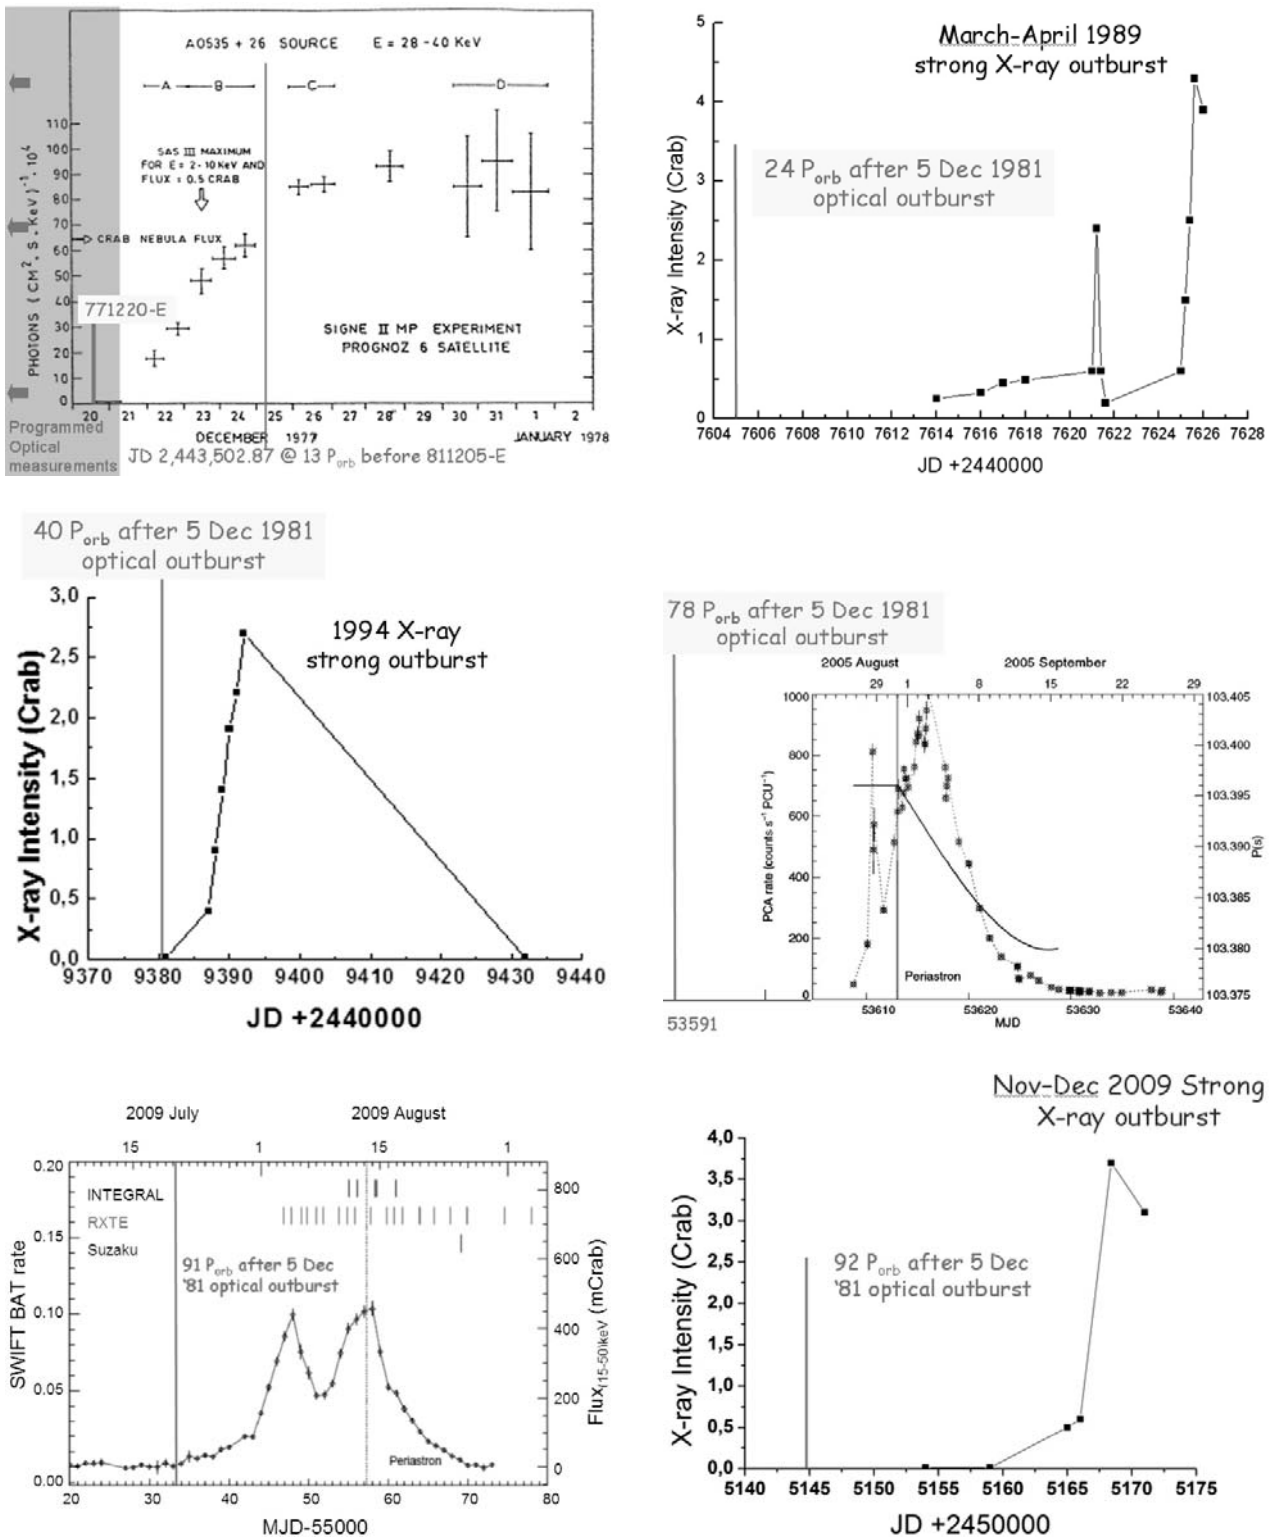 AO535 + 26 SOURCE E = 28 - 40 KeV
A B C D
SAS III MAXIMUM
FOR E = 2-10 KeV AND
FLUX = 0.5 CRAB
CRAB NEBULA FLUX
771220-E
SIGNE II MP EXPERIMENT
PROGNOZ 6 SATELLITE
PHOTONS (CM², S, KeV)⁻¹. 10⁴
110
100
90
80
70
60
50
40
30
20
10
0
20 21 22 23 24 25 26 27 28 29 30 31 1 2
DECEMBER 1977 JANUARY 1978
Programmed
Optical
measurements
JD 2,443,502.87 @ 13 Porb before 811205-E
March-April 1989
strong X-ray outburst
24 Porb after 5 Dec 1981
optical outburst
X-ray Intensity (Crab)
5
4
3
2
1
0
7604 7606 7608 7610 7612 7614 7616 7618 7620 7622 7624 7626 7628
JD +2440000
40 Porb after 5 Dec 1981
optical outburst
1994 X-ray
strong outburst
X-ray Intensity (Crab)
3,0
2,5
2,0
1,5
1,0
0,5
0,0
9370 9380 9390 9400 9410 9420 9430 9440
JD +2440000
78 Porb after 5 Dec 1981
optical outburst
2005 August 2005 September
29 1 8 15 22 29
PCA rate (counts s⁻¹ PCU⁻¹)
1000
800
600
400
200
0
103.405
103.400
103.395
103.390
103.385
103.380
103.375
P(s)
Periastron
53591
53610 53620 53630 53640
MJD
2009 July 2009 August
15 1 15 1
SWIFT BAT rate
0.20
0.15
0.10
0.05
0.00
INTEGRAL
RXTE
Suzaku
91 Porb after 5 Dec
'81 optical outburst
Periastron
800
600
400
200
0
Flux(15-50)keV (mCrab)
20 30 40 50 60 70 80
MJD-55000
Nov-Dec 2009 Strong
X-ray outburst
92 Porb after 5 Dec
'81 optical outburst
X-ray Intensity (Crab)
4,0
3,5
3,0
2,5
2,0
1,5
1,0
0,5
0,0
5140 5145 5150 5155 5160 5165 5170 5175
JD +2450000